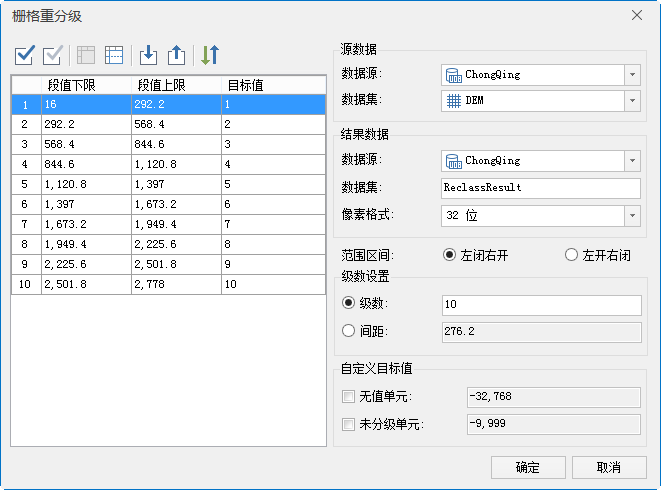 栅格重分级
段值下限 段值上限 目标值
1 16 292.2 1
2 292.2 568.4 2
3 568.4 844.6 3
4 844.6 1,120.8 4
5 1,120.8 1,397 5
6 1,397 1,673.2 6
7 1,673.2 1,949.4 7
8 1,949.4 2,225.6 8
9 2,225.6 2,501.8 9
10 2,501.8 2,778 10
源数据
数据源: ChongQing
数据集: DEM
结果数据
数据源: ChongQing
数据集: ReclassResult
像素格式: 32 位
范围区间: 左闭右开 左开右闭
级数设置
级数: 10
间距: 276.2
自定义目标值
无值单元: -32,768
未分级单元: -9,999
确定 取消